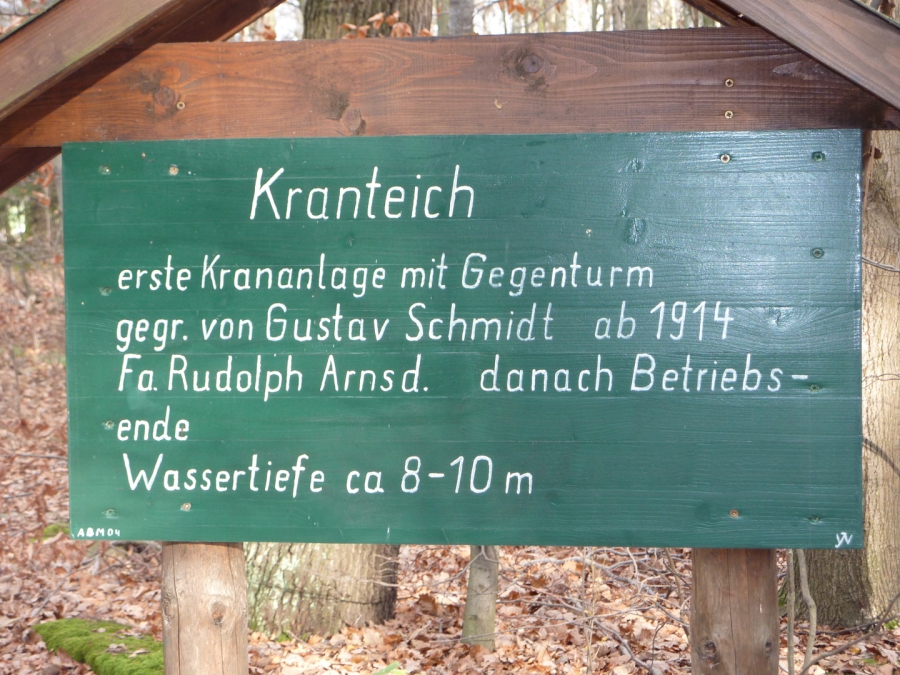 Kranteich
erste Krananlage mit Gegenturm
gegr. von Gustav Schmidt ab 1914
Fa. Rudolph Arnsd. danach Betriebs-
ende
Wassertiefe ca 8-10 m
ABM04